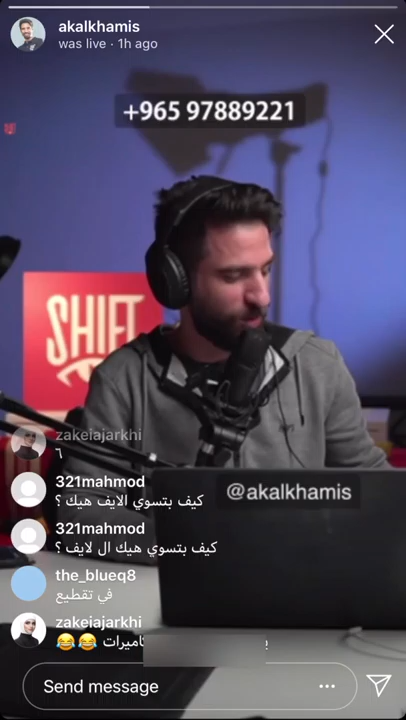 akalkhamis
was live · 1h ago
+965 97889221
SHIFT
zakeiajarkhi
٦
321mahmod
كيف بتسوي الايف هيك ؟
@akalkhamis
321mahmod
كيف بتسوي هيك ال لايف ؟
the_blueq8
في تقطيع
zakeiajarkhi
كاميرات 😂😂
Send message